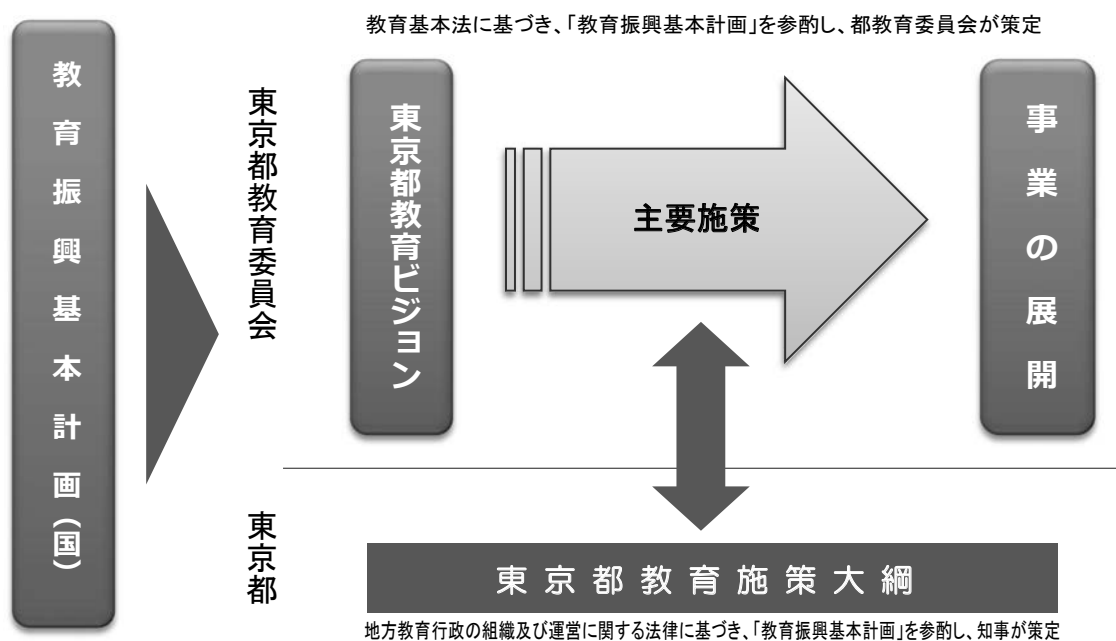 教育基本法に基づき、「教育振興基本計画」を参酌し、都教育委員会が策定
教育振興基本計画(国)
東京都教育委員会
東京都教育ビジョン
主要施策
事業の展開
東京都
東京都教育施策大綱
地方教育行政の組織及び運営に関する法律に基づき、「教育振興基本計画」を参酌し、知事が策定